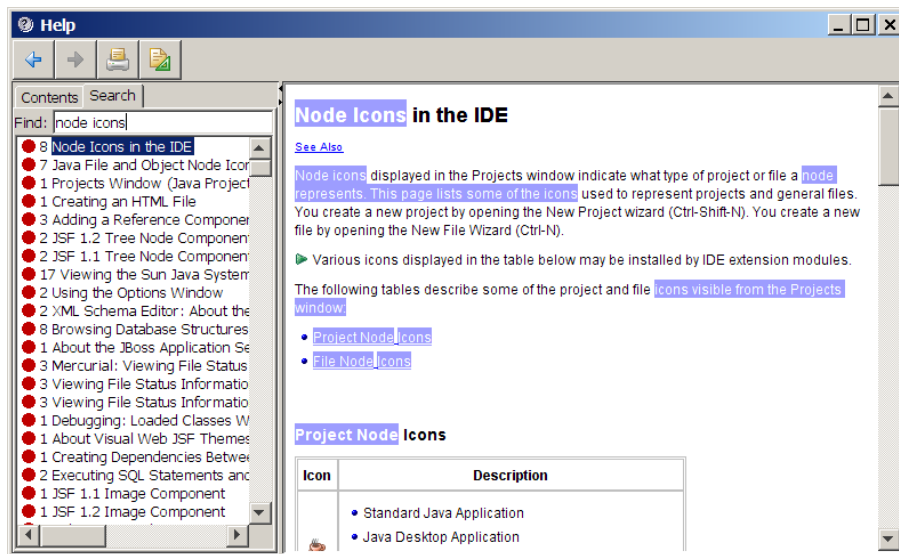 Help
Contents Search
Find: node icons
8 Node Icons in the IDE
7 Java File and Object Node Icor
1 Projects Window (Java Project
1 Creating an HTML File
3 Adding a Reference Componer
2 JSF 1.2 Tree Node Component
2 JSF 1.1 Tree Node Component
17 Viewing the Sun Java System
2 Using the Options Window
2 XML Schema Editor: About the
8 Browsing Database Structures
1 About the JBoss Application Se
3 Mercurial: Viewing File Status
3 Viewing File Status Informatio
3 Viewing File Status Informatio
1 Debugging: Loaded Classes W
1 About Visual Web JSF Themes
1 Creating Dependencies Betwee
2 Executing SQL Statements and
1 JSF 1.1 Image Component
1 JSF 1.2 Image Component
Node Icons in the IDE
See Also
Node icons displayed in the Projects window indicate what type of project or file a node
represents. This page lists some of the icons used to represent projects and general files.
You create a new project by opening the New Project wizard (Ctrl-Shift-N). You create a new
file by opening the New File Wizard (Ctrl-N).
Various icons displayed in the table below may be installed by IDE extension modules.
The following tables describe some of the project and file icons visible from the Projects
window:
Project Node Icons
File Node Icons
Project Node Icons
Icon Description
Standard Java Application
Java Desktop Application